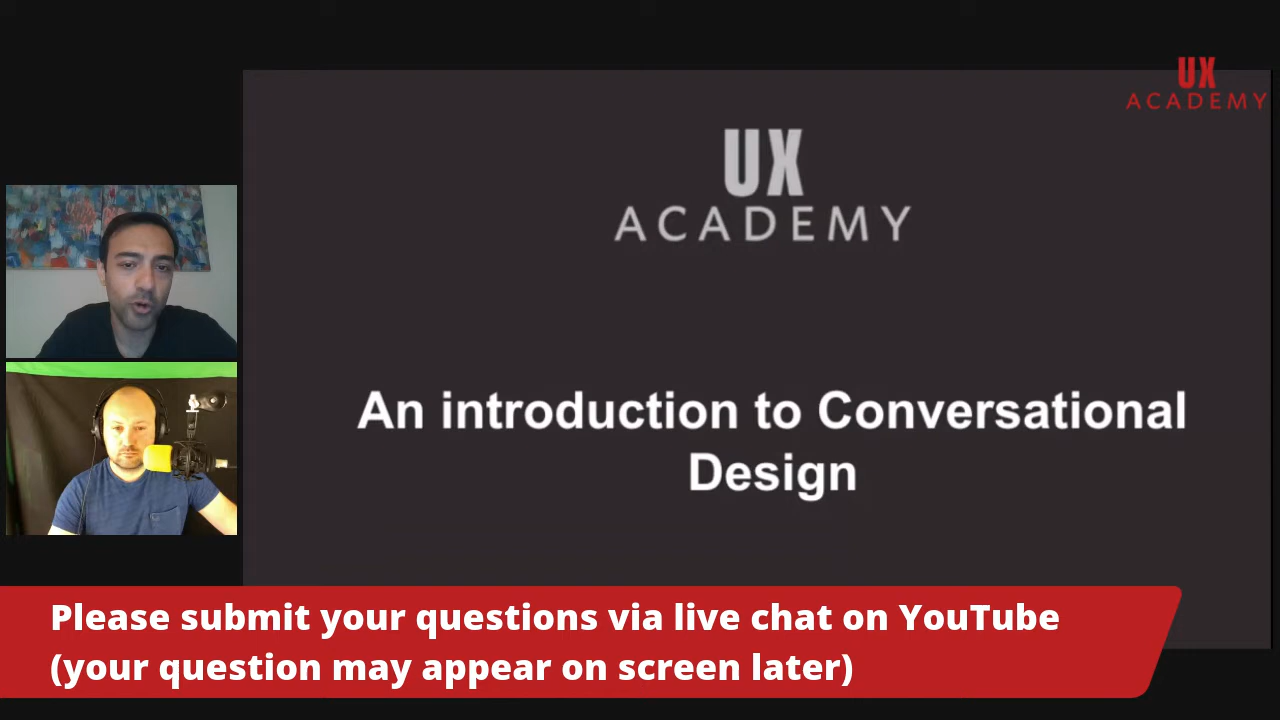 UX
ACADEMY
UX
ACADEMY
An introduction to Conversational
Design
Please submit your questions via live chat on YouTube
(your question may appear on screen later)